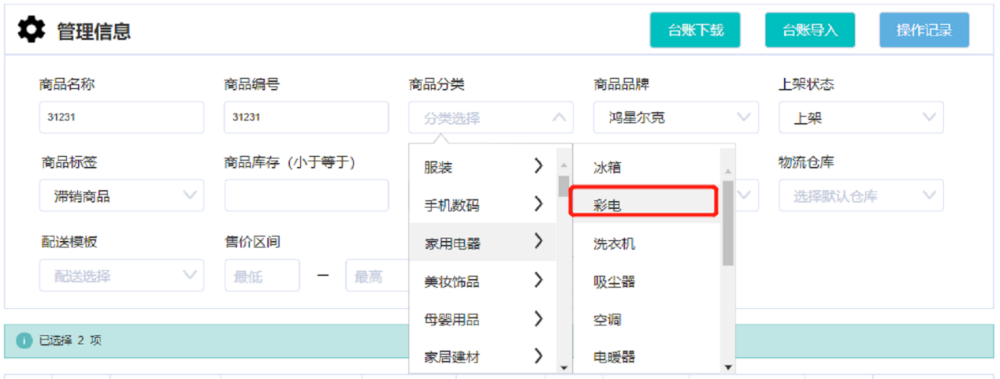 管理信息 台账下载 台账导入 操作记录
商品名称 商品编号 商品分类 商品品牌 上架状态
31231 31231 分类选择 鸿星尔克 上架
商品标签 商品库存（小于等于） 服装 冰箱 物流仓库
滞销商品 手机数码 彩电 选择默认仓库
配送模板 售价区间 家用电器 洗衣机
配送选择 最低 — 最高 美妆饰品 吸尘器
母婴用品 空调
已选择 2 项
家居建材 电暖器